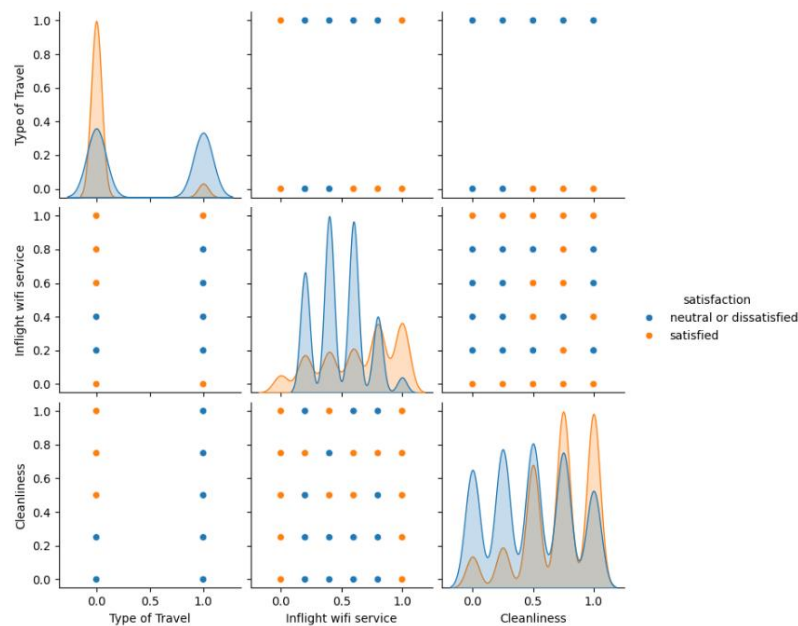 Type of Travel
1.0
0.8
0.6
0.4
0.2
0.0
Inflight wifi service
1.0
0.8
0.6
0.4
0.2
0.0
satisfaction
neutral or dissatisfied
satisfied
Cleanliness
1.0
0.8
0.6
0.4
0.2
0.0
0.0 0.5 1.0
Type of Travel
0.0 0.5 1.0
Inflight wifi service
0.0 0.5 1.0
Cleanliness